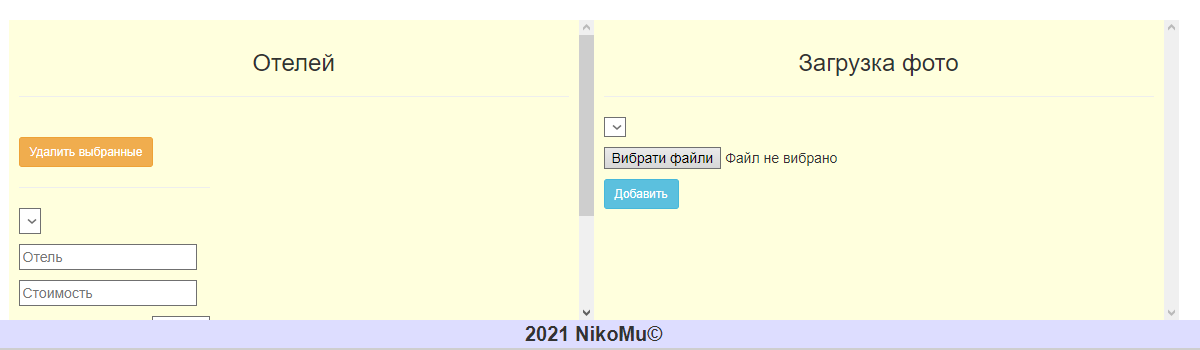 Отелей
Удалить выбранные
Отель
Стоимость
Загрузка фото
Вибрати файли Файл не вибрано
Добавить
2021 NikoMu©